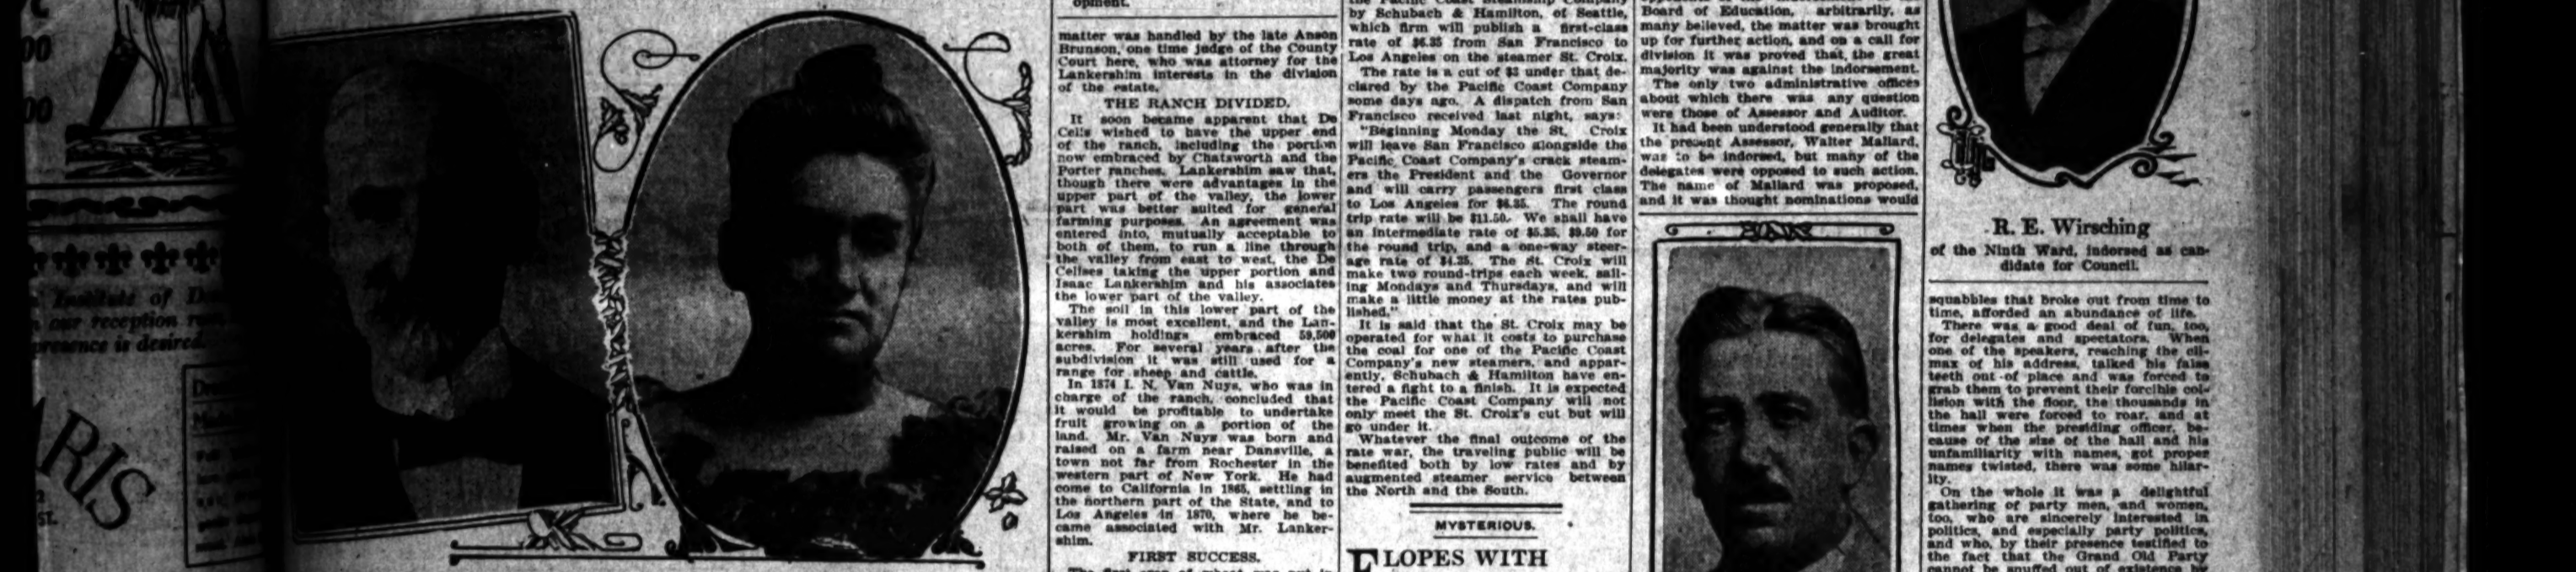 00
00
Institute of
our reception
presence is desired.
ARIS
ST.
opment.
matter was handled by the late Anson
Brunson, one time judge of the County
Court here, who was attorney for the
Lankershim interests in the division
of the estate.
THE RANCH DIVIDED.
It soon became apparent that De
Celis wished to have the upper end
of the ranch, including the portion
now embraced by Chatsworth and the
Porter ranches. Lankershim saw that,
though there were advantages in the
upper part of the valley, the lower
part was better suited for general
farming purposes. An agreement was
entered into, mutually acceptable to
both of them, to run a line through
the valley from east to west, the De
Celises taking the upper portion and
Isaac Lankershim and his associates
the lower part of the valley.
The soil in this lower part of the
valley is most excellent, and the Lan-
kershim holdings embraced 59,500
acres. For several years after the
subdivision it was still used for a
range for sheep and cattle.
In 1874 I. N. Van Nuys, who was in
charge of the ranch, concluded that
it would be profitable to undertake
fruit growing on a portion of the
land. Mr. Van Nuys was born and
raised on a farm near Dansville, a
town not far from Rochester in the
western part of New York. He had
come to California in 1865, settling in
the northern part of the State, and to
Los Angeles in 1870, where he be-
came associated with Mr. Lanker-
shim.
FIRST SUCCESS.
the Pacific Coast Steamship Company
by Schubach & Hamilton, of Seattle,
which firm will publish a first-class
rate of $6.35 from San Francisco to
Los Angeles on the steamer St. Croix.
The rate is a cut of $2 under that de-
clared by the Pacific Coast Company
some days ago. A dispatch from San
Francisco received last night, says:
"Beginning Monday the St. Croix
will leave San Francisco alongside the
Pacific Coast Company's crack steam-
ers the President and the Governor
and will carry passengers first class
to Los Angeles for $6.35. The round
trip rate will be $11.50. We shall have
an intermediate rate of $5.35, $9.50 for
the round trip, and a one-way steer-
age rate of $4.35. The St. Croix will
make two round-trips each week, sail-
ing Mondays and Thursdays, and will
make a little money at the rates pub-
lished."
It is said that the St. Croix may be
operated for what it costs to purchase
the coal for one of the Pacific Coast
Company's new steamers, and appar-
ently, Schubach & Hamilton have en-
tered a fight to a finish. It is expected
the Pacific Coast Company will not
only meet the St. Croix's cut but will
go under it.
Whatever the final outcome of the
rate war, the traveling public will be
benefited both by low rates and by
augmented steamer service between
the North and the South.
MYSTERIOUS.
ELOPES WITH
Board of Education, arbitrarily, as
many believed, the matter was brought
up for further action, and on a call for
division it was proved that the great
majority was against the indorsement.
The only two administrative offices
about which there was any question
were those of Assessor and Auditor.
It had been understood generally that
the present Assessor, Walter Mallard,
was to be indorsed, but many of the
delegates were opposed to such action.
The name of Mallard was proposed,
and it was thought nominations would
R. E. Wirsching
of the Ninth Ward, indorsed as can-
didate for Council.
squabbles that broke out from time to
time, afforded an abundance of life.
There was a good deal of fun, too,
for delegates and spectators. When
one of the speakers, reaching the cli-
max of his address, talked his false
teeth out of place and was forced to
grab them to prevent their forcible col-
lision with the floor, the thousands in
the hall were forced to roar, and at
times when the presiding officer, be-
cause of the size of the hall and his
unfamiliarity with names, got proper
names twisted, there was some hilar-
ity.
On the whole it was a delightful
gathering of party men, and women,
too, who are sincerely interested in
politics, and especially party politics,
and who, by their presence testified to
the fact that the Grand Old Party
cannot be snuffed out of existence by